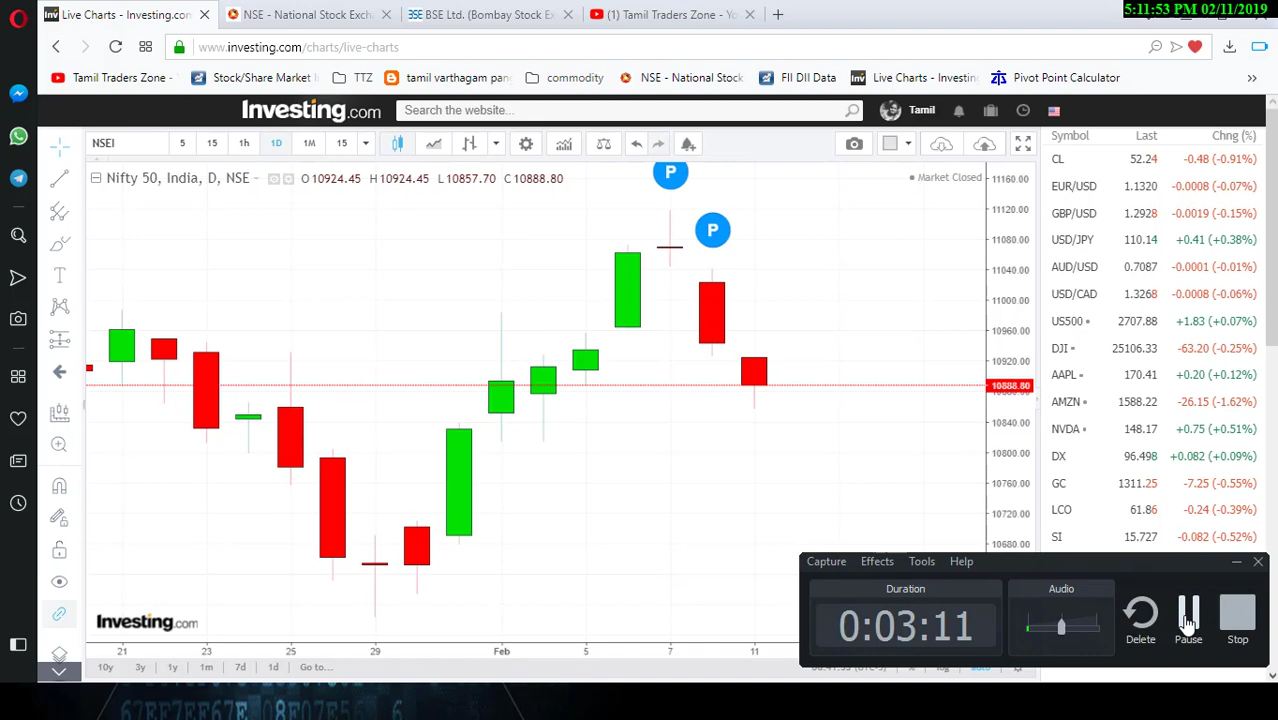 5:11:53 PM 02/11/2019
Live Charts - Investing.com
NSE - National Stock Exch
BSE Ltd. (Bombay Stock Ex
(1) Tamil Traders Zone - Yo
www.investing.com/charts/live-charts
Tamil Traders Zone -
Stock/Share Market I
TTZ
tamil varthagam pan
commodity
NSE - National Stock
FII DII Data
Live Charts - Investin
Pivot Point Calculator
Investing.com
Search the website...
Tamil
NSEI
5
15
1h
1D
1M
15
Symbol Last Chng (%)
Nifty 50, India, D, NSE
O 10924.45 H 10924.45 L 10857.70 C 10888.80
Market Closed
P
P
11160.00
11120.00
11080.00
11040.00
11000.00
10960.00
10920.00
10888.80
10840.00
10800.00
10760.00
10720.00
10680.00
CL 52.24 -0.48 (-0.91%)
EUR/USD 1.1320 -0.0008 (-0.07%)
GBP/USD 1.2928 -0.0019 (-0.15%)
USD/JPY 110.14 +0.41 (+0.38%)
AUD/USD 0.7087 -0.0001 (-0.01%)
USD/CAD 1.3268 -0.0008 (-0.06%)
US500 2707.88 +1.83 (+0.07%)
DJI 25106.33 -63.20 (-0.25%)
AAPL 170.41 +0.20 (+0.12%)
AMZN 1588.22 -26.15 (-1.62%)
NVDA 148.17 +0.75 (+0.51%)
DX 96.498 +0.082 (+0.09%)
GC 1311.25 -7.25 (-0.55%)
LCO 61.86 -0.24 (-0.39%)
SI 15.727 -0.082 (-0.52%)
Capture Effects Tools Help
Duration
0:03:11
Audio
Delete
Pause
Stop
Investing.com
21 23 25 29 Feb 5 7 11
10y 3y 1y 1m 7d 1d Go to...